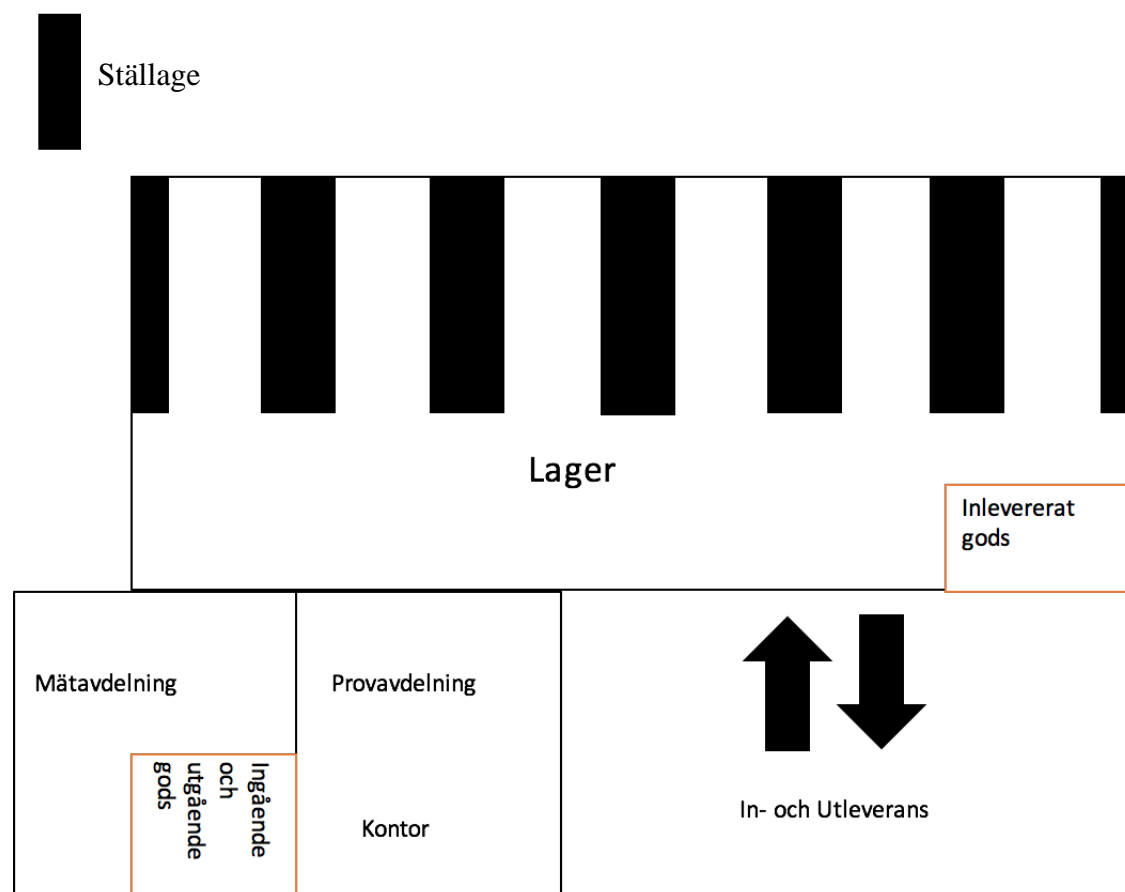 Ställage
Lager
Inlevererat
gods
Mätavdelning
Provavdelning
Ingående
och
utgående
gods
Kontor
In- och Utleverans